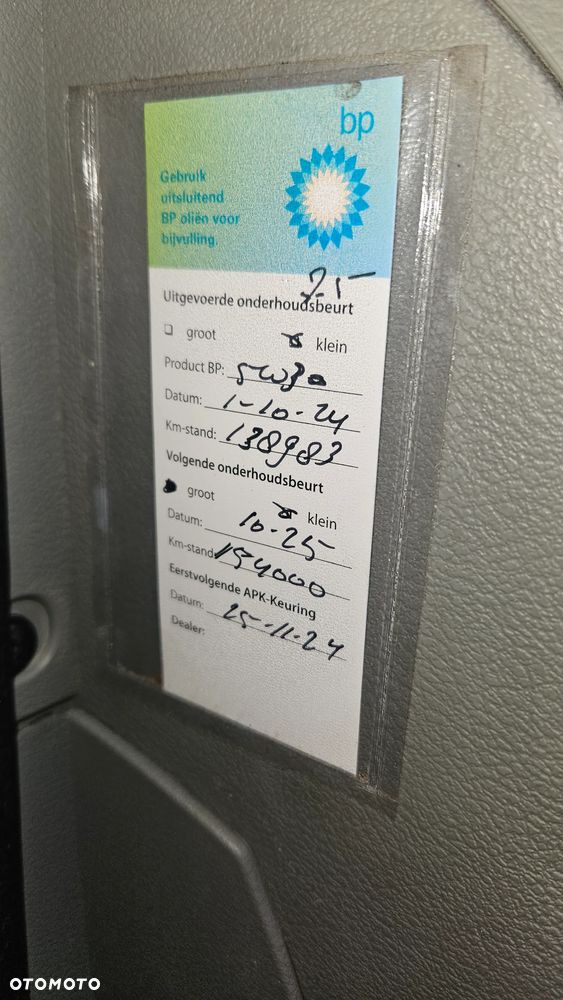 bp
Gebruik
uitsluitend
BP oliën voor
bijvulling.
Uitgevoerde onderhoudsbeurt
groot klein
Product BP: 5W30
Datum: 1-10-24
Km-stand: 138983
Volgende onderhoudsbeurt
groot klein
Datum: 10-25
Km-stand 154000
Eerstvolgende APK-Keuring
Datum: 25-11-24
Dealer:
OTOMOTO